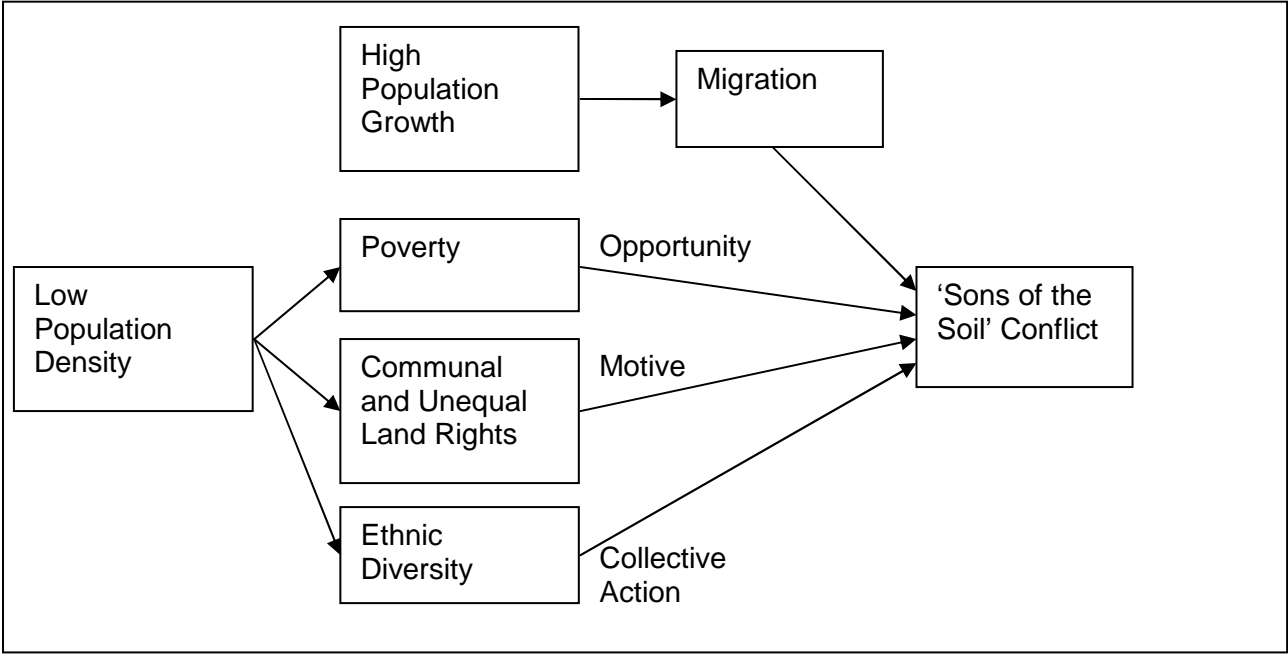 High
Population
Growth
Migration
Poverty
Opportunity
Low
Population
Density
‘Sons of the
Soil’ Conflict
Communal
and Unequal
Land Rights
Motive
Ethnic
Diversity
Collective
Action